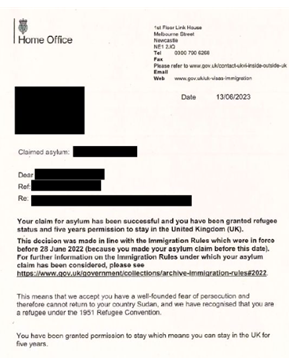 Home Office
1st Floor Link House
Melbourne Street
Newcastle
NE1 2JQ
Tel 0300 790 6268
Fax
Please refer to www.gov.uk/contact-ukvi-inside-outside-uk
Email
Web www.gov.uk/uk-visas-immigration
Date 13/06/2023
Claimed asylum:
Dear
Ref:
Re:
Your claim for asylum has been successful and you have been granted refugee
status and five years permission to stay in the United Kingdom (UK).
This decision was made in line with the Immigration Rules which were in force
before 28 June 2022 (because you made your asylum claim before this date).
For further information on the Immigration Rules under which your asylum
claim has been considered, please see
https://www.gov.uk/government/collections/archive-immigration-rules#2022.
This means that we accept you have a well-founded fear of persecution and
therefore cannot return to your country Sudan, and we have recognised that you are
a refugee under the 1951 Refugee Convention.
You have been granted permission to stay which means you can stay in the UK for
five years.